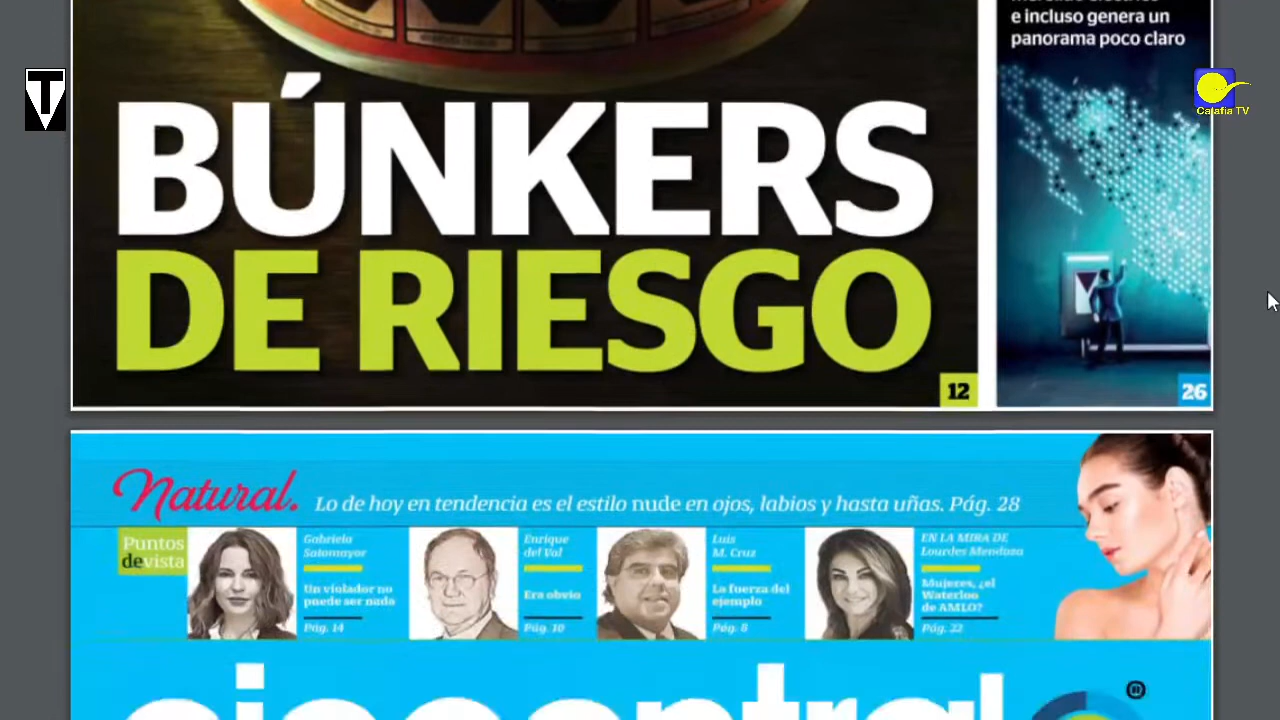 e incluso genera un
panorama poco claro
T
Calafia TV
BÚNKERS
DE RIESGO
12
26
Natural.
Lo de hoy en tendencia es el estilo nude en ojos, labios y hasta uñas. Pág. 28
Puntos
devista
Gabriela
Sotomayor
Un violador no
puede ser nada
Pág. 14
Enrique
del Val
Era obvio
Pág. 10
Luis
M. Cruz
La fuerza del
ejemplo
Pág. 8
EN LA MIRA DE
Lourdes Mendoza
Mujeres, ¿el
Waterloo
de AMLO?
Pág. 22
ejecentral
®